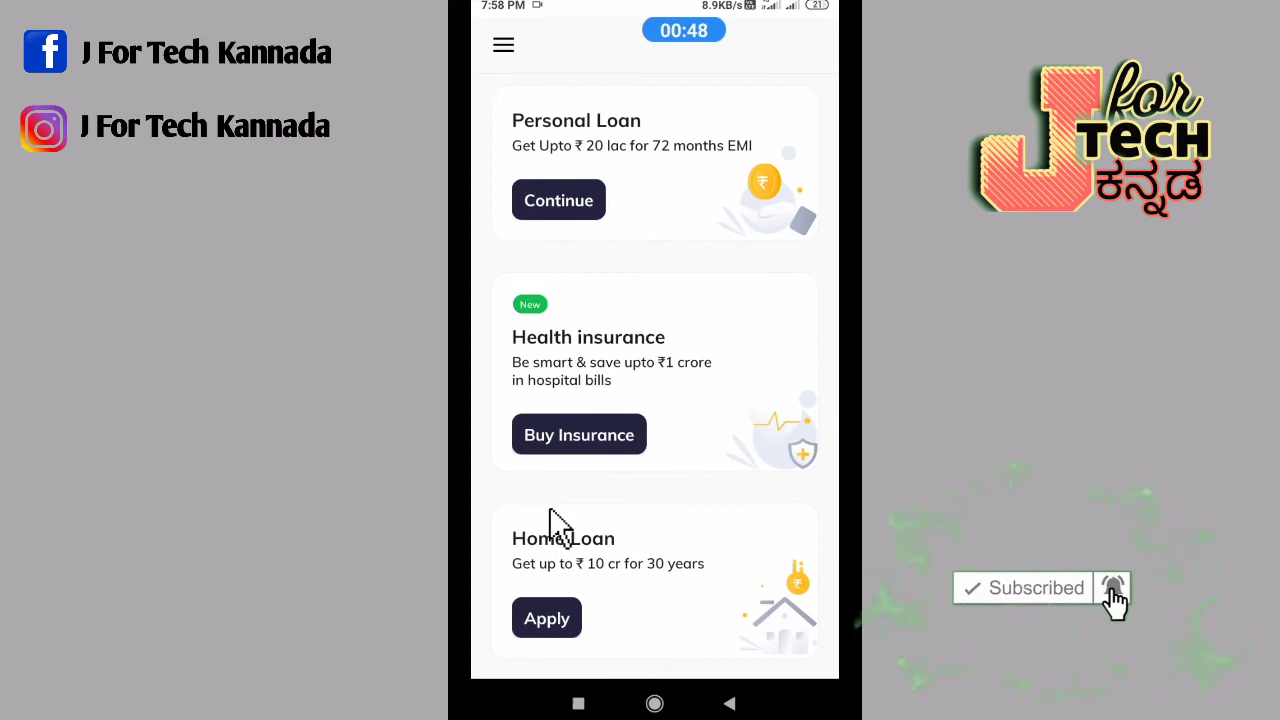 J For Tech Kannada
J For Tech Kannada
7:58 PM
8.9KB/s
21
00:48
Personal Loan
Get Upto ₹ 20 lac for 72 months EMI
Continue
New
Health insurance
Be smart & save upto ₹1 crore
in hospital bills
Buy Insurance
Home Loan
Get up to ₹ 10 cr for 30 years
Apply
J for
TECH
ಕನ್ನಡ
Subscribed